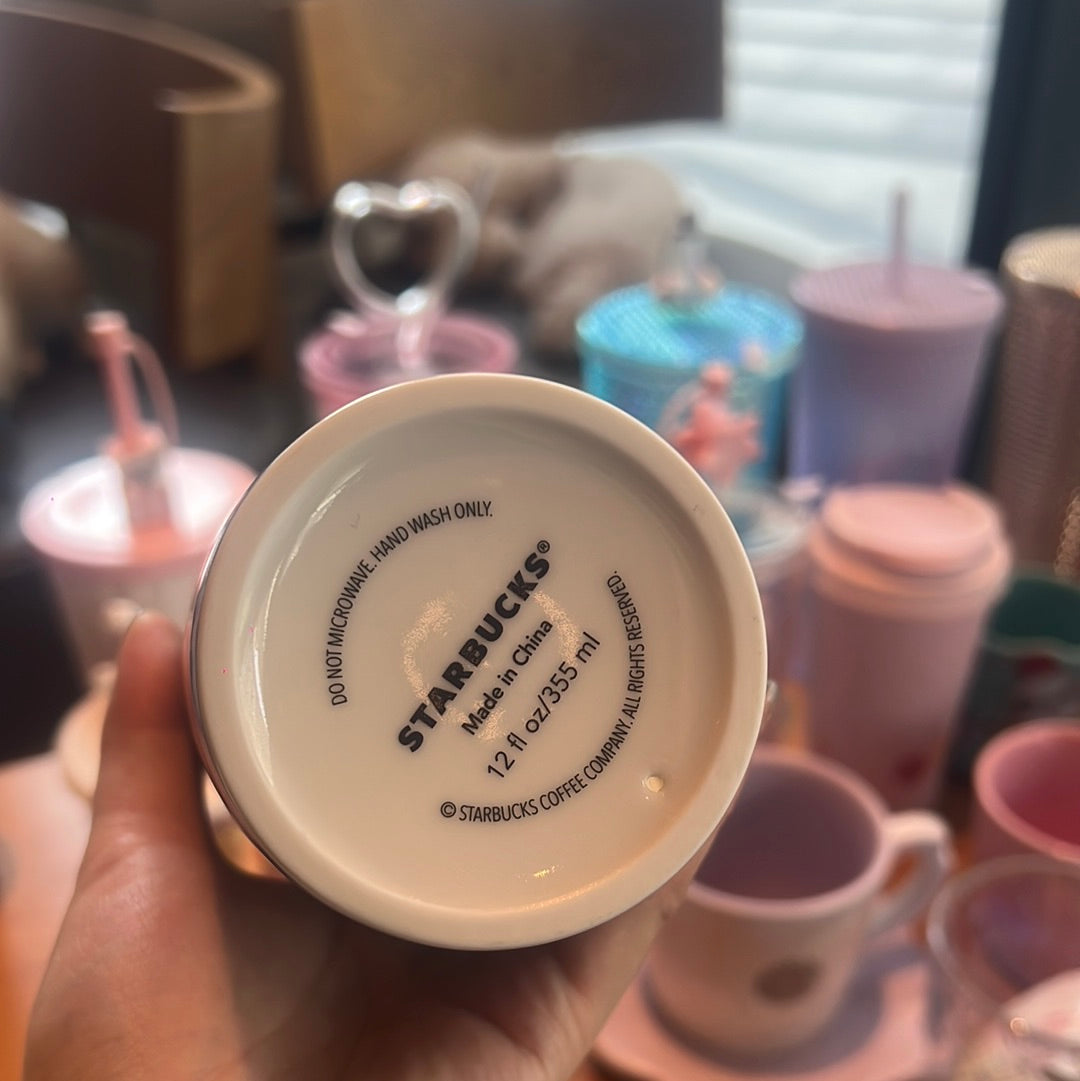 DO NOT MICROWAVE. HAND WASH ONLY.
STARBUCKS®
Made in China
12 fl oz/355 ml
© STARBUCKS COFFEE COMPANY. ALL RIGHTS RESERVED.